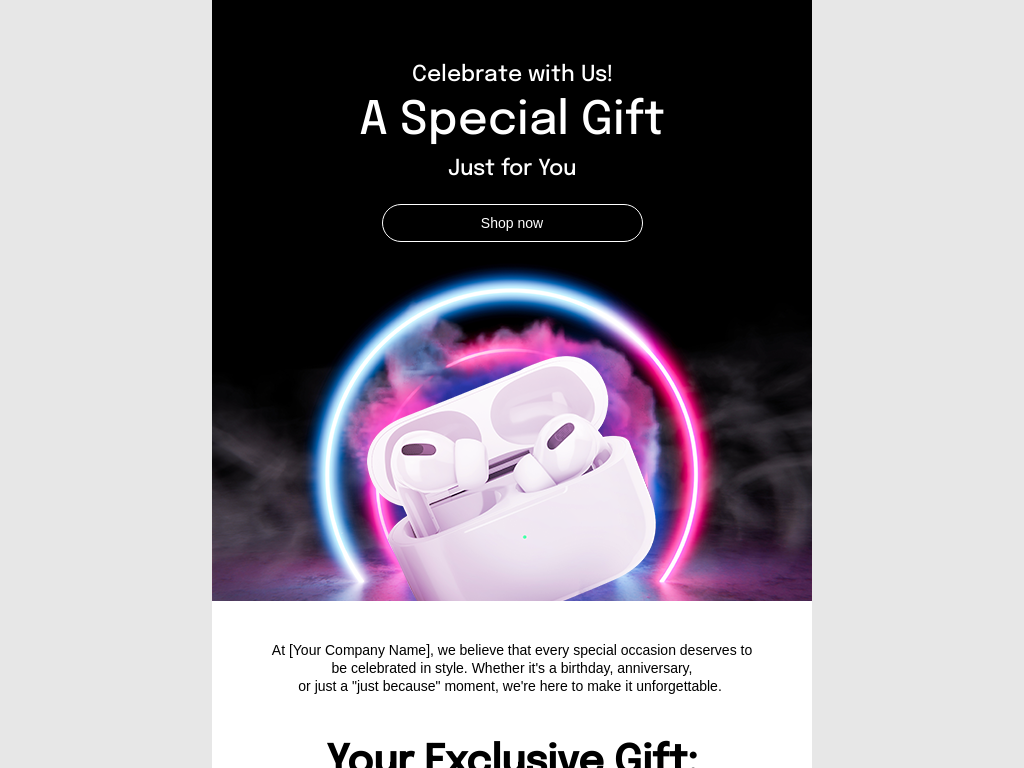 Celebrate with Us!
A Special Gift
Just for You
Shop now
At [Your Company Name], we believe that every special occasion deserves to
be celebrated in style. Whether it's a birthday, anniversary,
or just a "just because" moment, we're here to make it unforgettable.
Your Exclusive Gift: